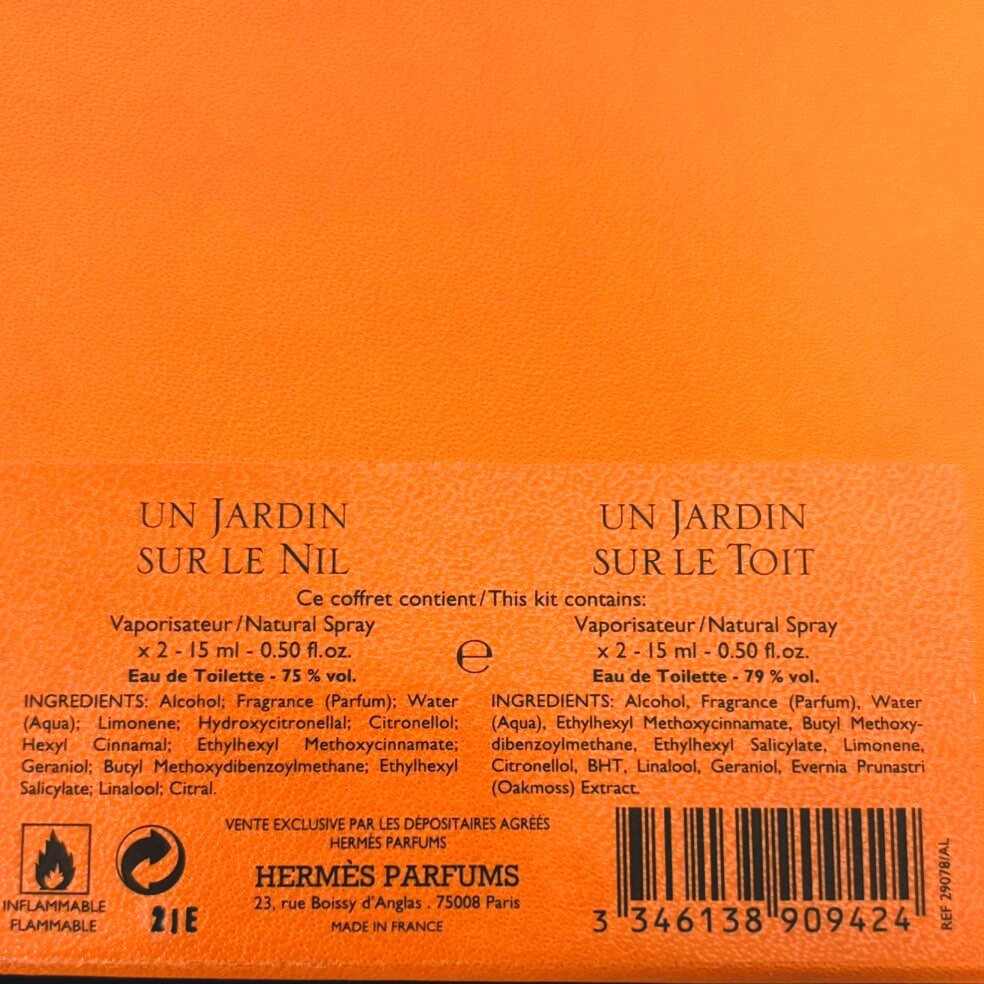 UN JARDIN
SUR LE NIL
UN JARDIN
SUR LE TOIT
Ce coffret contient/This kit contains:
Vaporisateur/Natural Spray
x 2 - 15 ml - 0.50 fl.oz.
Eau de Toilette - 75 % vol.
INGREDIENTS: Alcohol; Fragrance (Parfum); Water
(Aqua); Limonene; Hydroxycitronellal; Citronellol;
Hexyl Cinnamal; Ethylhexyl Methoxycinnamate;
Geraniol; Butyl Methoxydibenzoylmethane; Ethylhexyl
Salicylate; Linalool; Citral.
℮
Vaporisateur/Natural Spray
x 2 - 15 ml - 0.50 fl.oz.
Eau de Toilette - 79 % vol.
INGREDIENTS: Alcohol, Fragrance (Parfum), Water
(Aqua), Ethylhexyl Methoxycinnamate, Butyl Methoxy-
dibenzoylmethane, Ethylhexyl Salicylate, Limonene,
Citronellol, BHT, Linalool, Geraniol, Evernia Prunastri
(Oakmoss) Extract.
INFLAMMABLE
FLAMMABLE
21E
VENTE EXCLUSIVE PAR LES DÉPOSITAIRES AGRÉÉS
HERMÈS PARFUMS
HERMÈS PARFUMS
23, rue Boissy d'Anglas . 75008 Paris
MADE IN FRANCE
3 346138 909424
REF 29078/AL